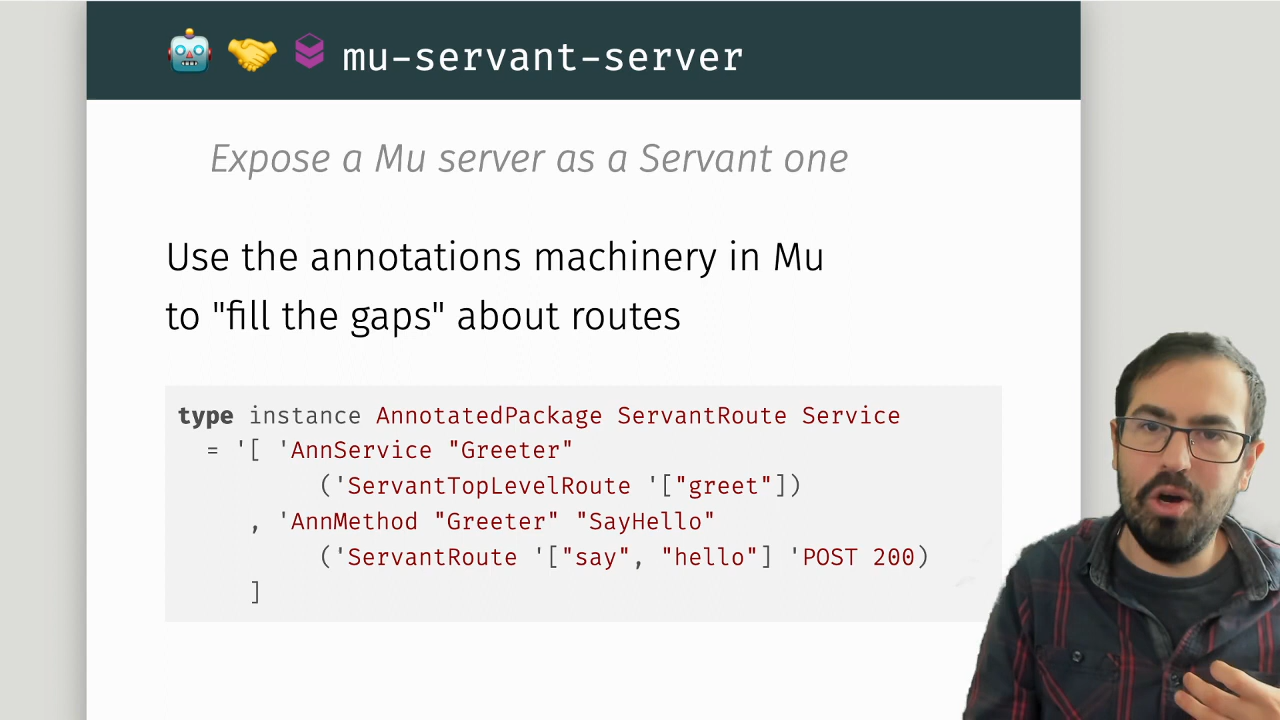 mu-servant-server
Expose a Mu server as a Servant one
Use the annotations machinery in Mu
to "fill the gaps" about routes
type instance AnnotatedPackage ServantRoute Service
  = '[ 'AnnService "Greeter"
          ('ServantTopLevelRoute '["greet"])
     , 'AnnMethod "Greeter" "SayHello"
          ('ServantRoute '["say", "hello"] 'POST 200)
     ]